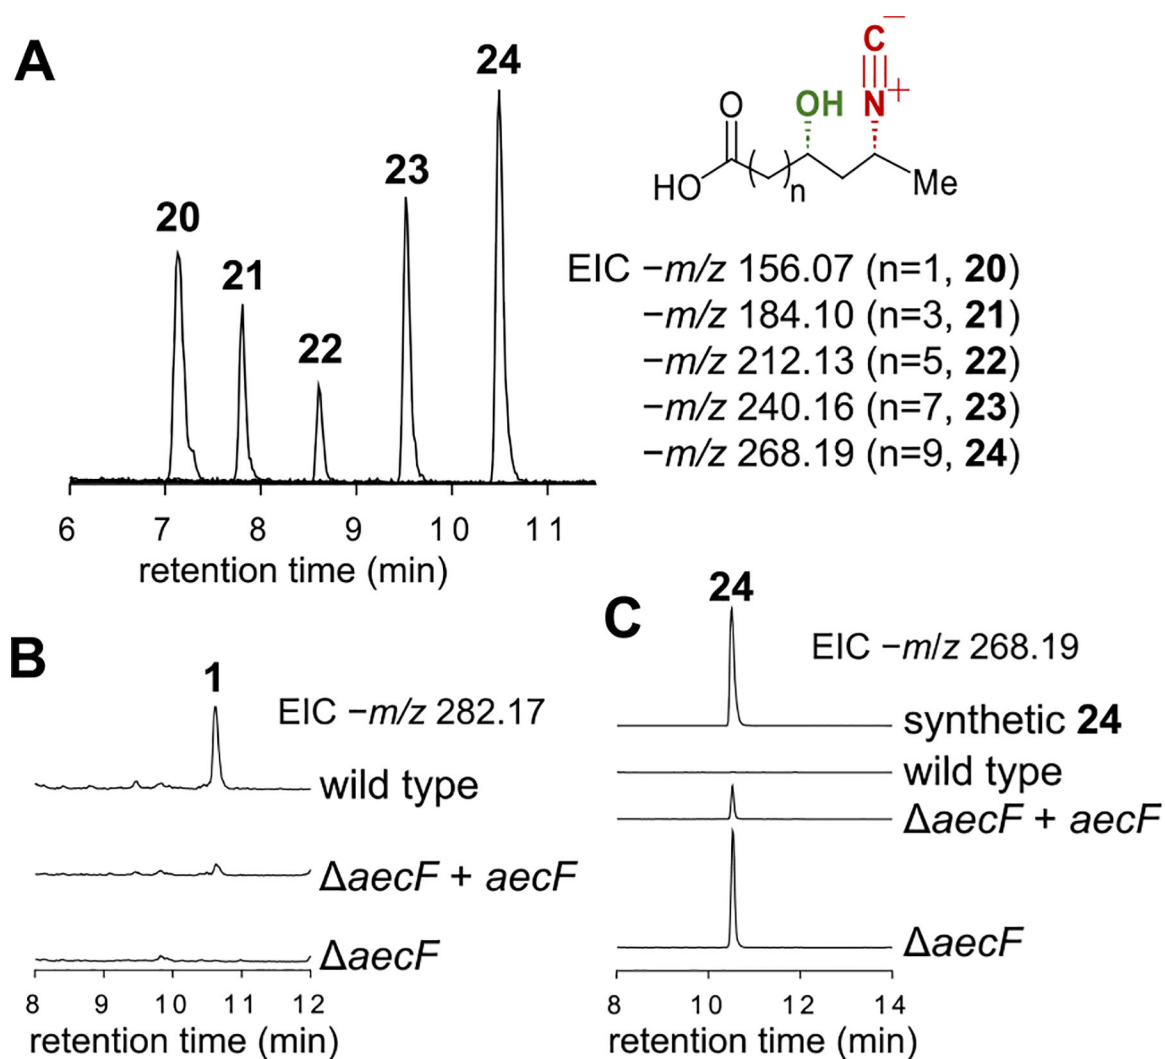 A
20
21
22
23
24
6 7 8 9 10 11
retention time (min)
C−
N+
O
OH
HO
( ) n
Me
EIC −m/z 156.07 (n=1, 20)
−m/z 184.10 (n=3, 21)
−m/z 212.13 (n=5, 22)
−m/z 240.16 (n=7, 23)
−m/z 268.19 (n=9, 24)
B
1
EIC −m/z 282.17
wild type
ΔaecF + aecF
ΔaecF
8 9 10 11 12
retention time (min)
C
24
EIC −m/z 268.19
synthetic 24
wild type
ΔaecF + aecF
ΔaecF
8 10 12 14
retention time (min)